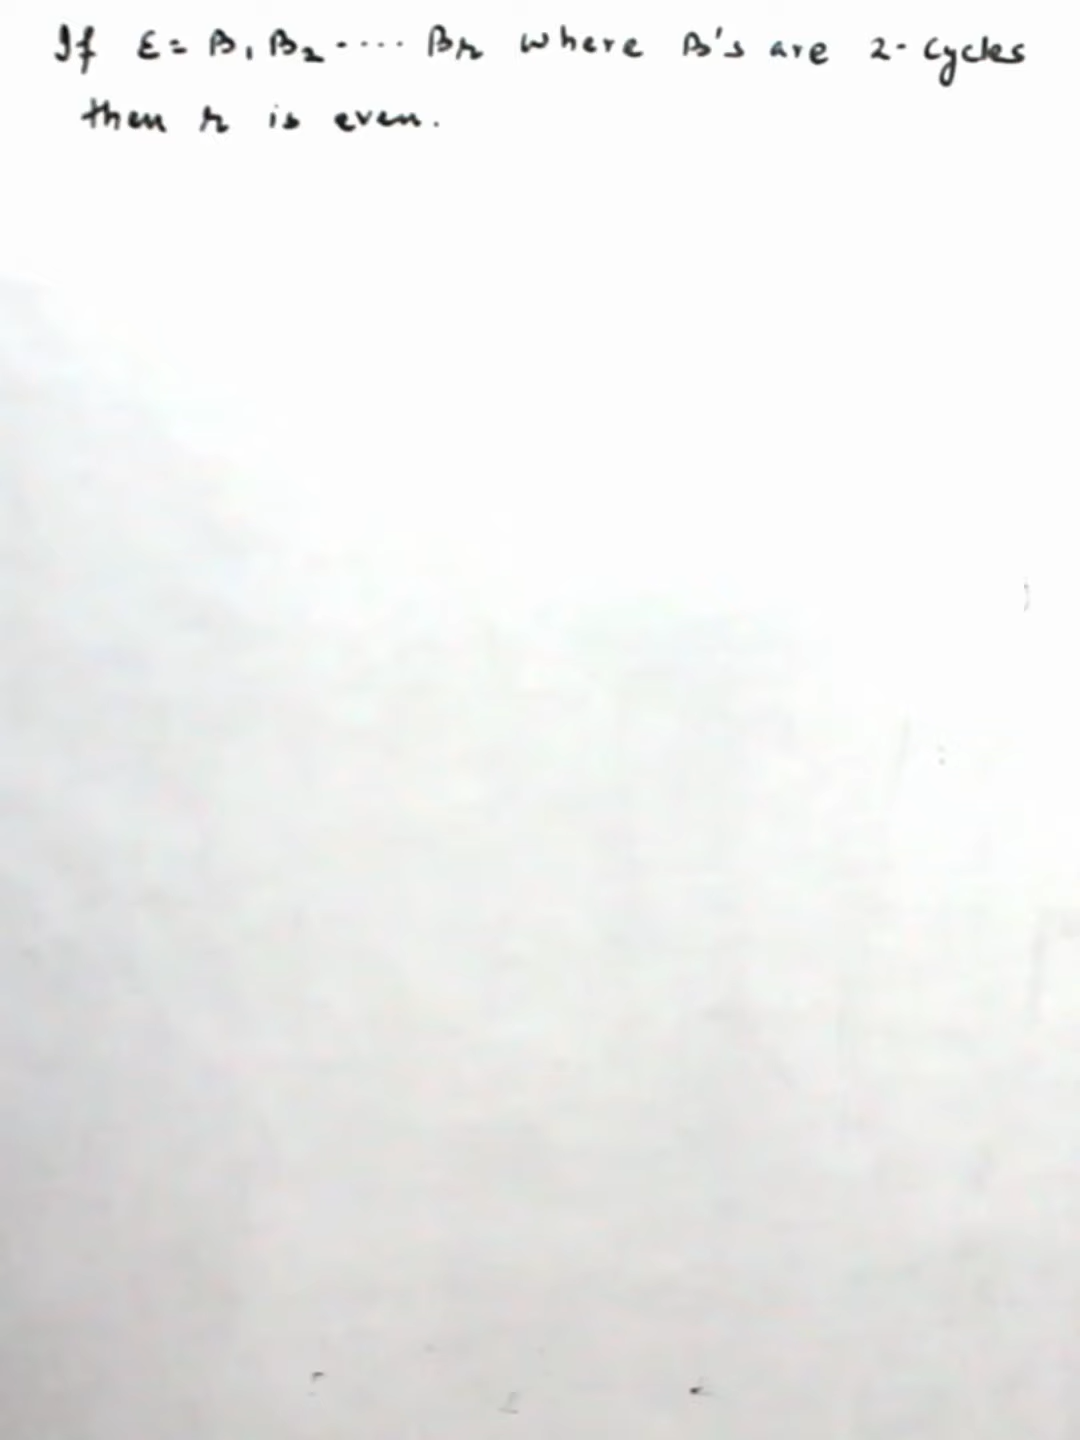 If ε = β₁ β₂ ..... βr where β's are 2-cycles
then r is even.